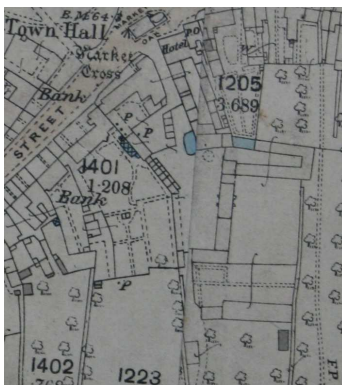 B.M.64
Town Hall
P.O
Hotel
Market
Cross
1205
3·689
Bank
STREET
P
P
1401
1·208
Bank
P
1402
1223
F.P.